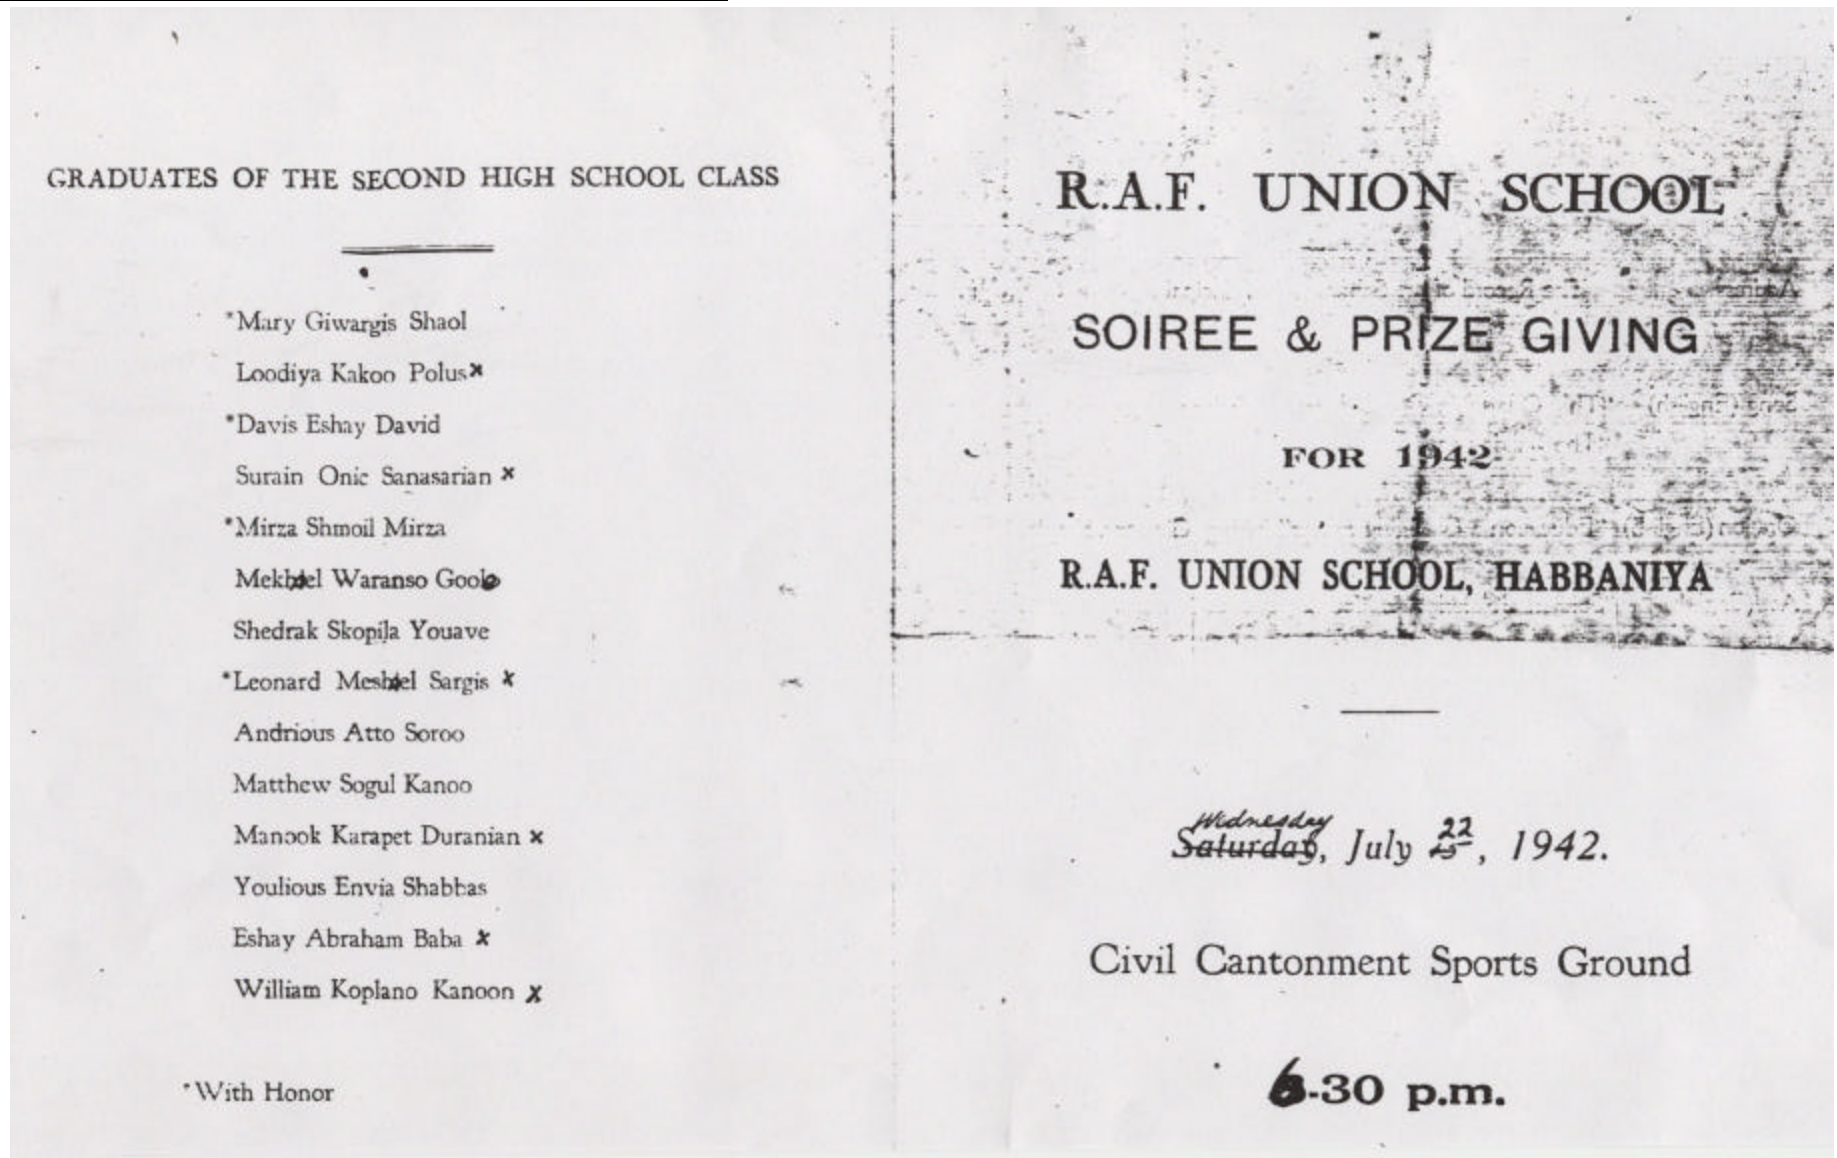 GRADUATES OF THE SECOND HIGH SCHOOL CLASS
*Mary Giwargis Shaol
Loodiya Kakoo Polus x
*Davis Eshay David
Surain Onic Sanasarian x
*Mirza Shmoil Mirza
Waranso
Shedrak Skopila Youave
*Leonard Sargis x
Andrious Atto Soroo
Matthew Sogul Kanoo
Manook Karapet Duranian x
Youlious Envia Shabbas
Eshay Abraham Baba x
William Koplano Kanoon x
*With Honor
R.A.F. UNION SCHOOL
SOIREE & PRIZE GIVING
FOR 1942
R.A.F. UNION SCHOOL, HABBANIYA
Wednesday 22
Saturday, July , 1942.
Civil Cantonment Sports Ground
6-30 p.m.